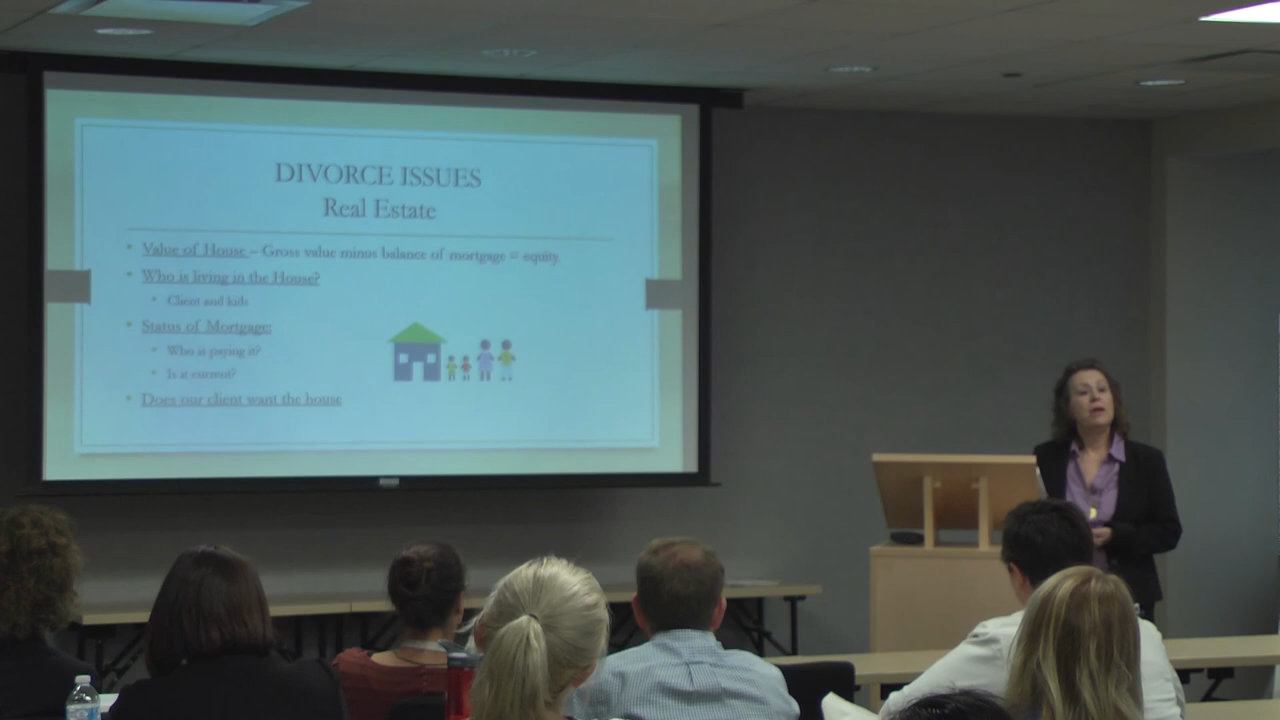 DIVORCE ISSUES
Real Estate
• Value of House – Gross value minus balance of mortgage = equity
• Who is living in the House?
• Client and kids
• Status of Mortgage:
• Who is paying it?
• Is it current?
• Does our client want the house